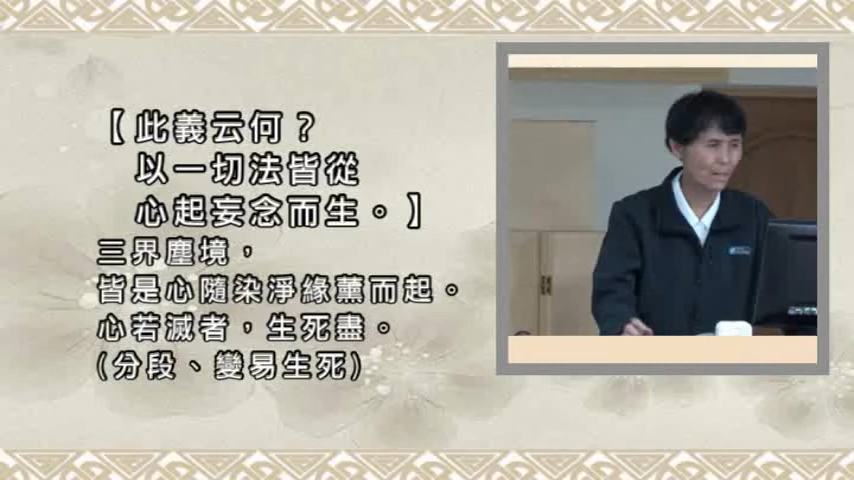 【此義云何？
以一切法皆從
心起妄念而生。】
三界塵境，
皆是心隨染淨緣薰而起。
心若滅者，生死盡。
(分段、變易生死)